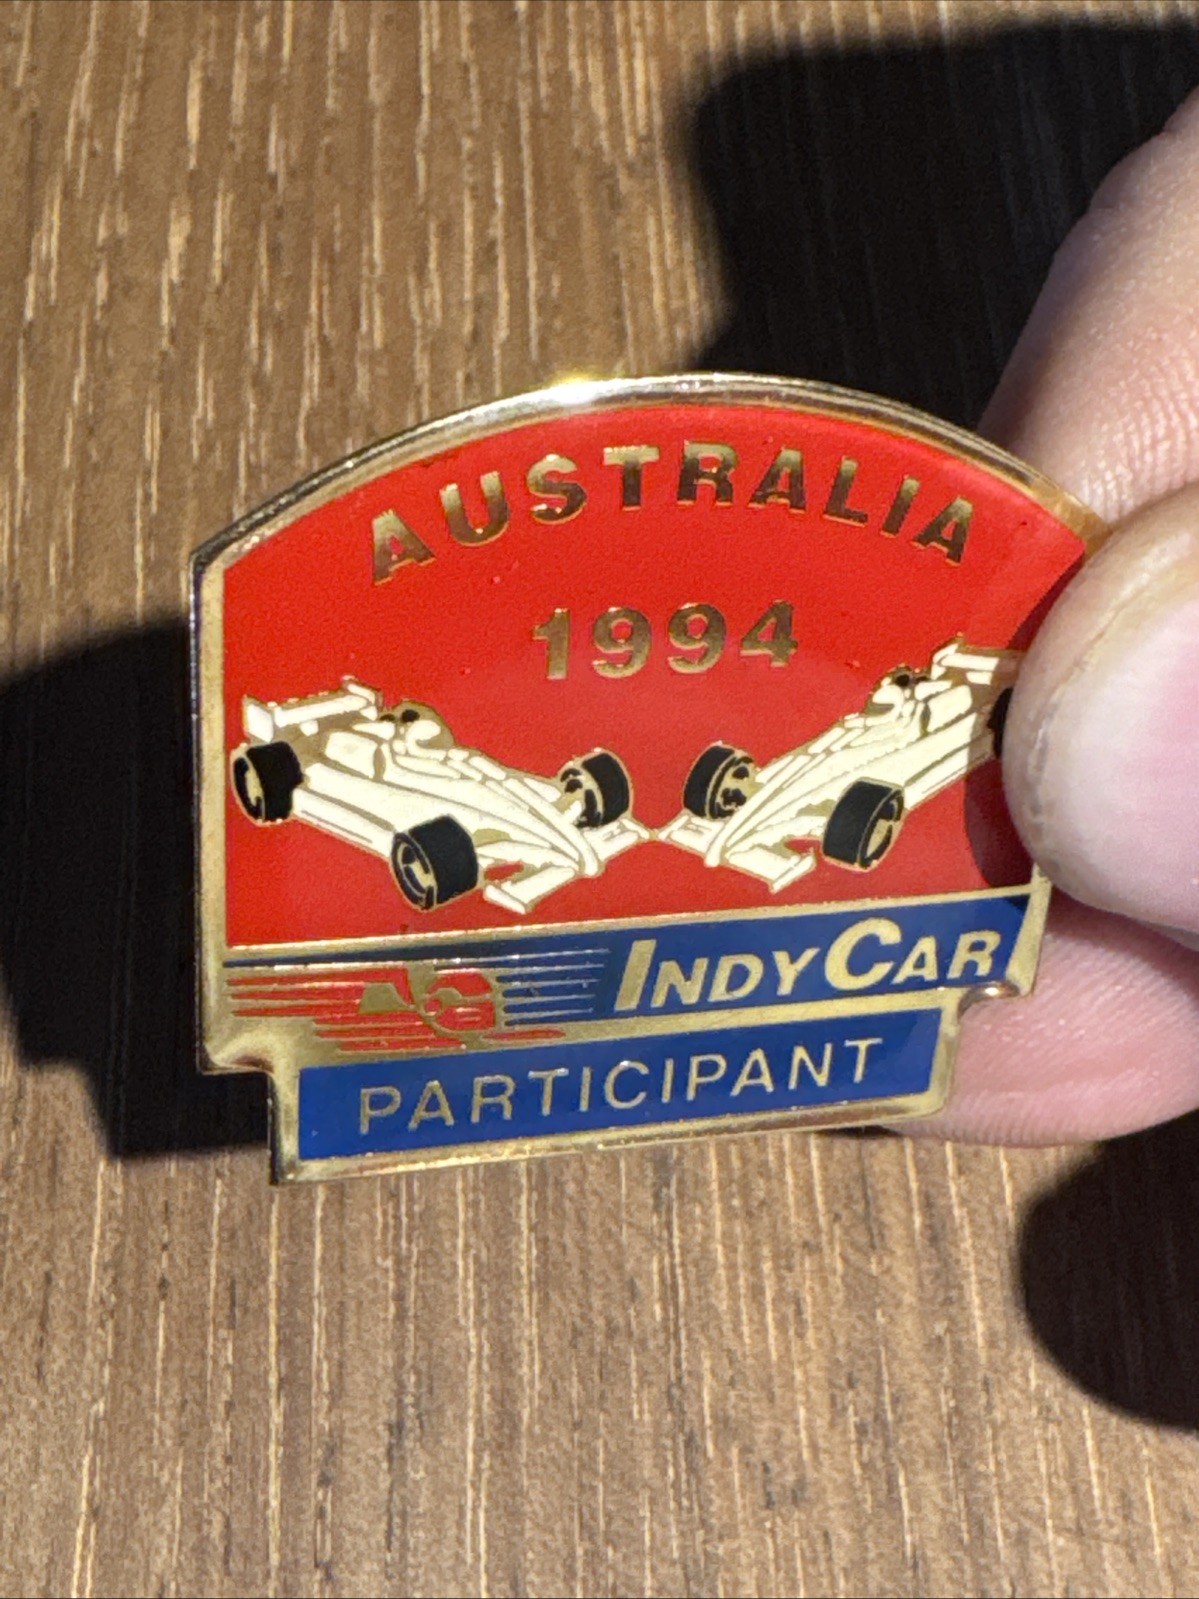 AUSTRALIA
1994
INDYCAR
PARTICIPANT